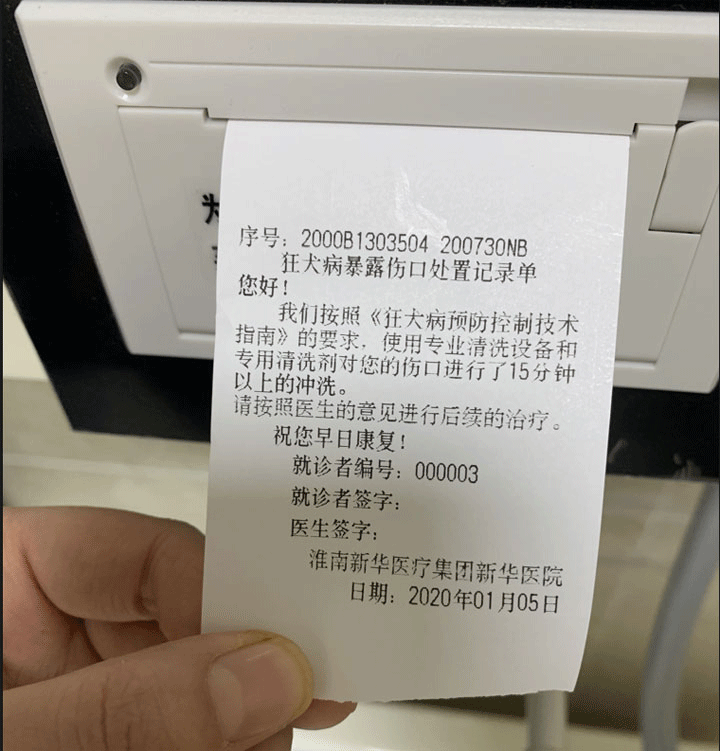 序号：2000B1303504 200730NB
狂犬病暴露伤口处置记录单
您好！
我们按照《狂犬病预防控制技术
指南》的要求，使用专业清洗设备和
专用清洗剂对您的伤口进行了15分钟
以上的冲洗。
请按照医生的意见进行后续的治疗。
祝您早日康复！
就诊者编号：000003
就诊者签字：
医生签字：
淮南新华医疗集团新华医院
日期：2020年01月05日